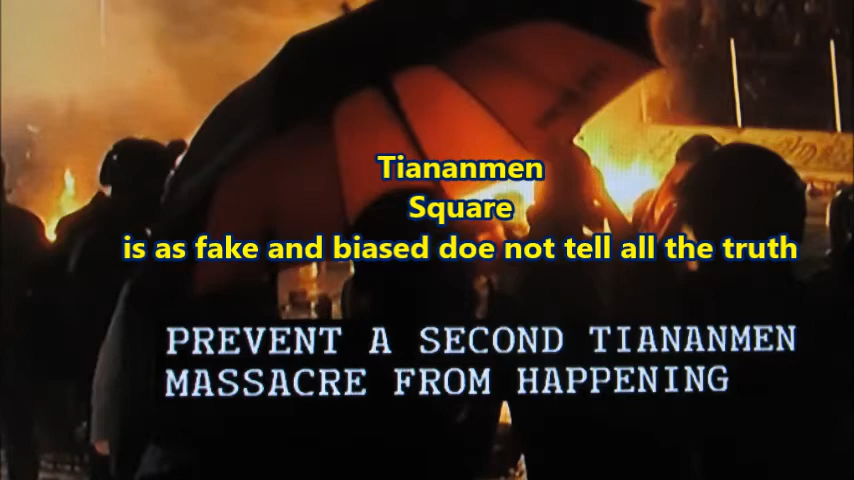 Tiananmen
Square
is as fake and biased doe not tell all the truth
PREVENT A SECOND TIANANMEN
MASSACRE FROM HAPPENING